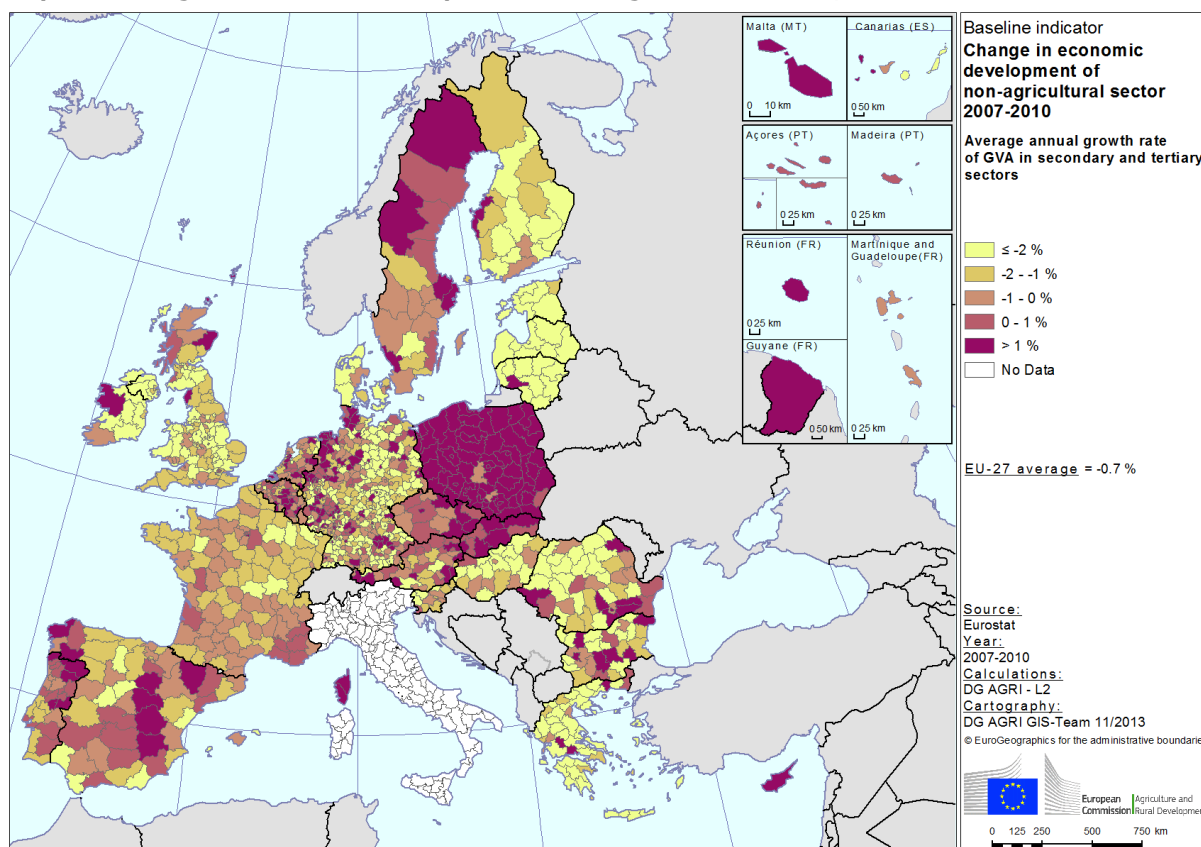 Malta (MT)
0 10 km
Canarias (ES)
0 50 km
Açores (PT)
0 25 km
Madeira (PT)
0 25 km
Réunion (FR)
0 25 km
Martinique and
Guadeloupe(FR)
0 25 km
Guyane (FR)
0 50 km
Baseline indicator
Change in economic
development of
non-agricultural sector
2007-2010
Average annual growth rate
of GVA in secondary and tertiary
sectors
≤ -2 %
-2 - -1 %
-1 - 0 %
0 - 1 %
> 1 %
No Data
EU-27 average = -0.7 %
Source:
Eurostat
Year:
2007-2010
Calculations:
DG AGRI - L2
Cartography:
DG AGRI GIS-Team 11/2013
© EuroGeographics for the administrative boundarie
European
Commission
Agriculture and
Rural Developmen
0 125 250 500 750 km